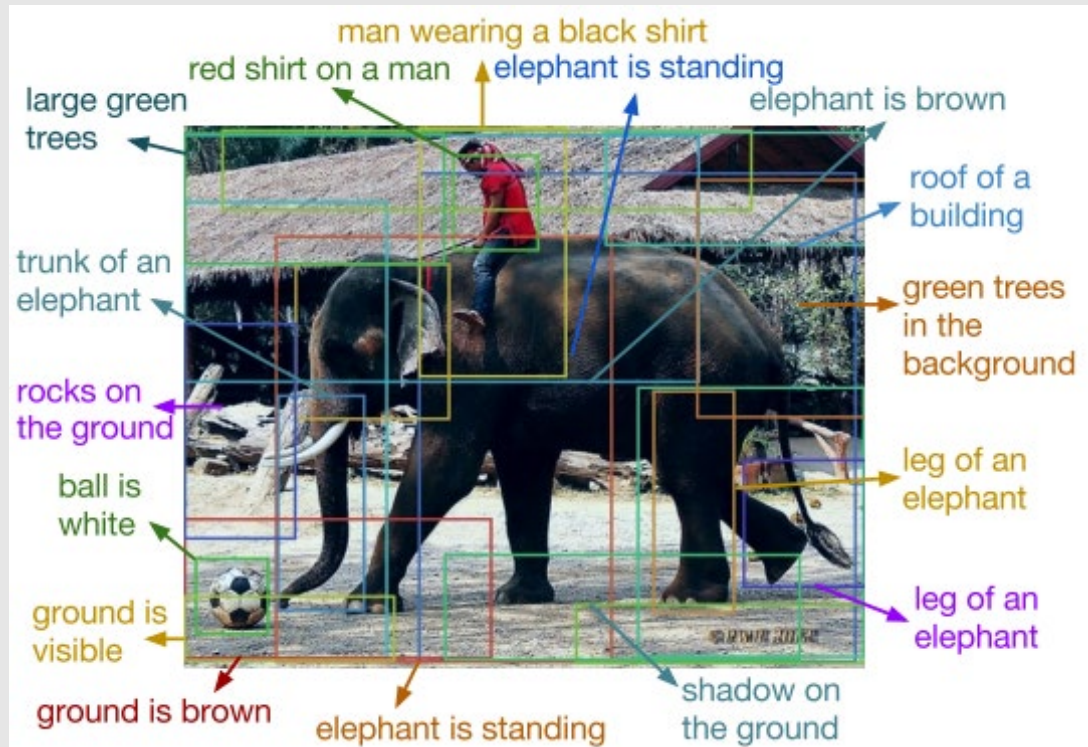 man wearing a black shirt
red shirt on a man
elephant is standing
large green
trees
elephant is brown
roof of a
building
trunk of an
elephant
green trees
in the
background
rocks on
the ground
leg of an
elephant
ball is
white
ground is
visible
leg of an
elephant
ground is brown
elephant is standing
shadow on
the ground